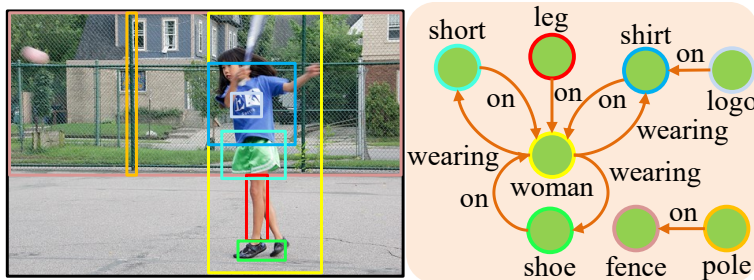 leg
short
shirt
on
on
on
on
logo
wearing
wearing
woman
wearing
on
on
shoe
fence
pole